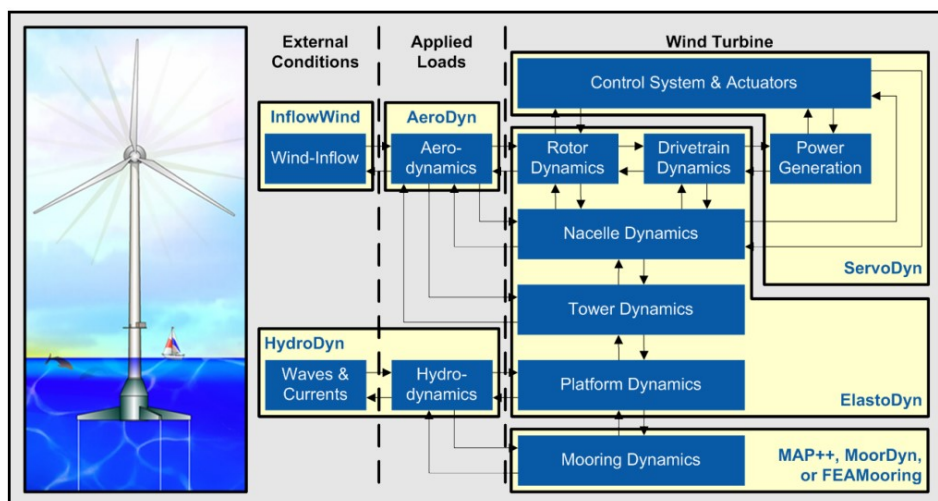 External
Conditions
Applied
Loads
Wind Turbine
Control System & Actuators
InflowWind
AeroDyn
Wind-Inflow
Aero-
dynamics
Rotor
Dynamics
Drivetrain
Dynamics
Power
Generation
Nacelle Dynamics
ServoDyn
Tower Dynamics
HydroDyn
Waves &
Currents
Hydro-
dynamics
Platform Dynamics
ElastoDyn
Mooring Dynamics
MAP++, MoorDyn,
or FEAMooring